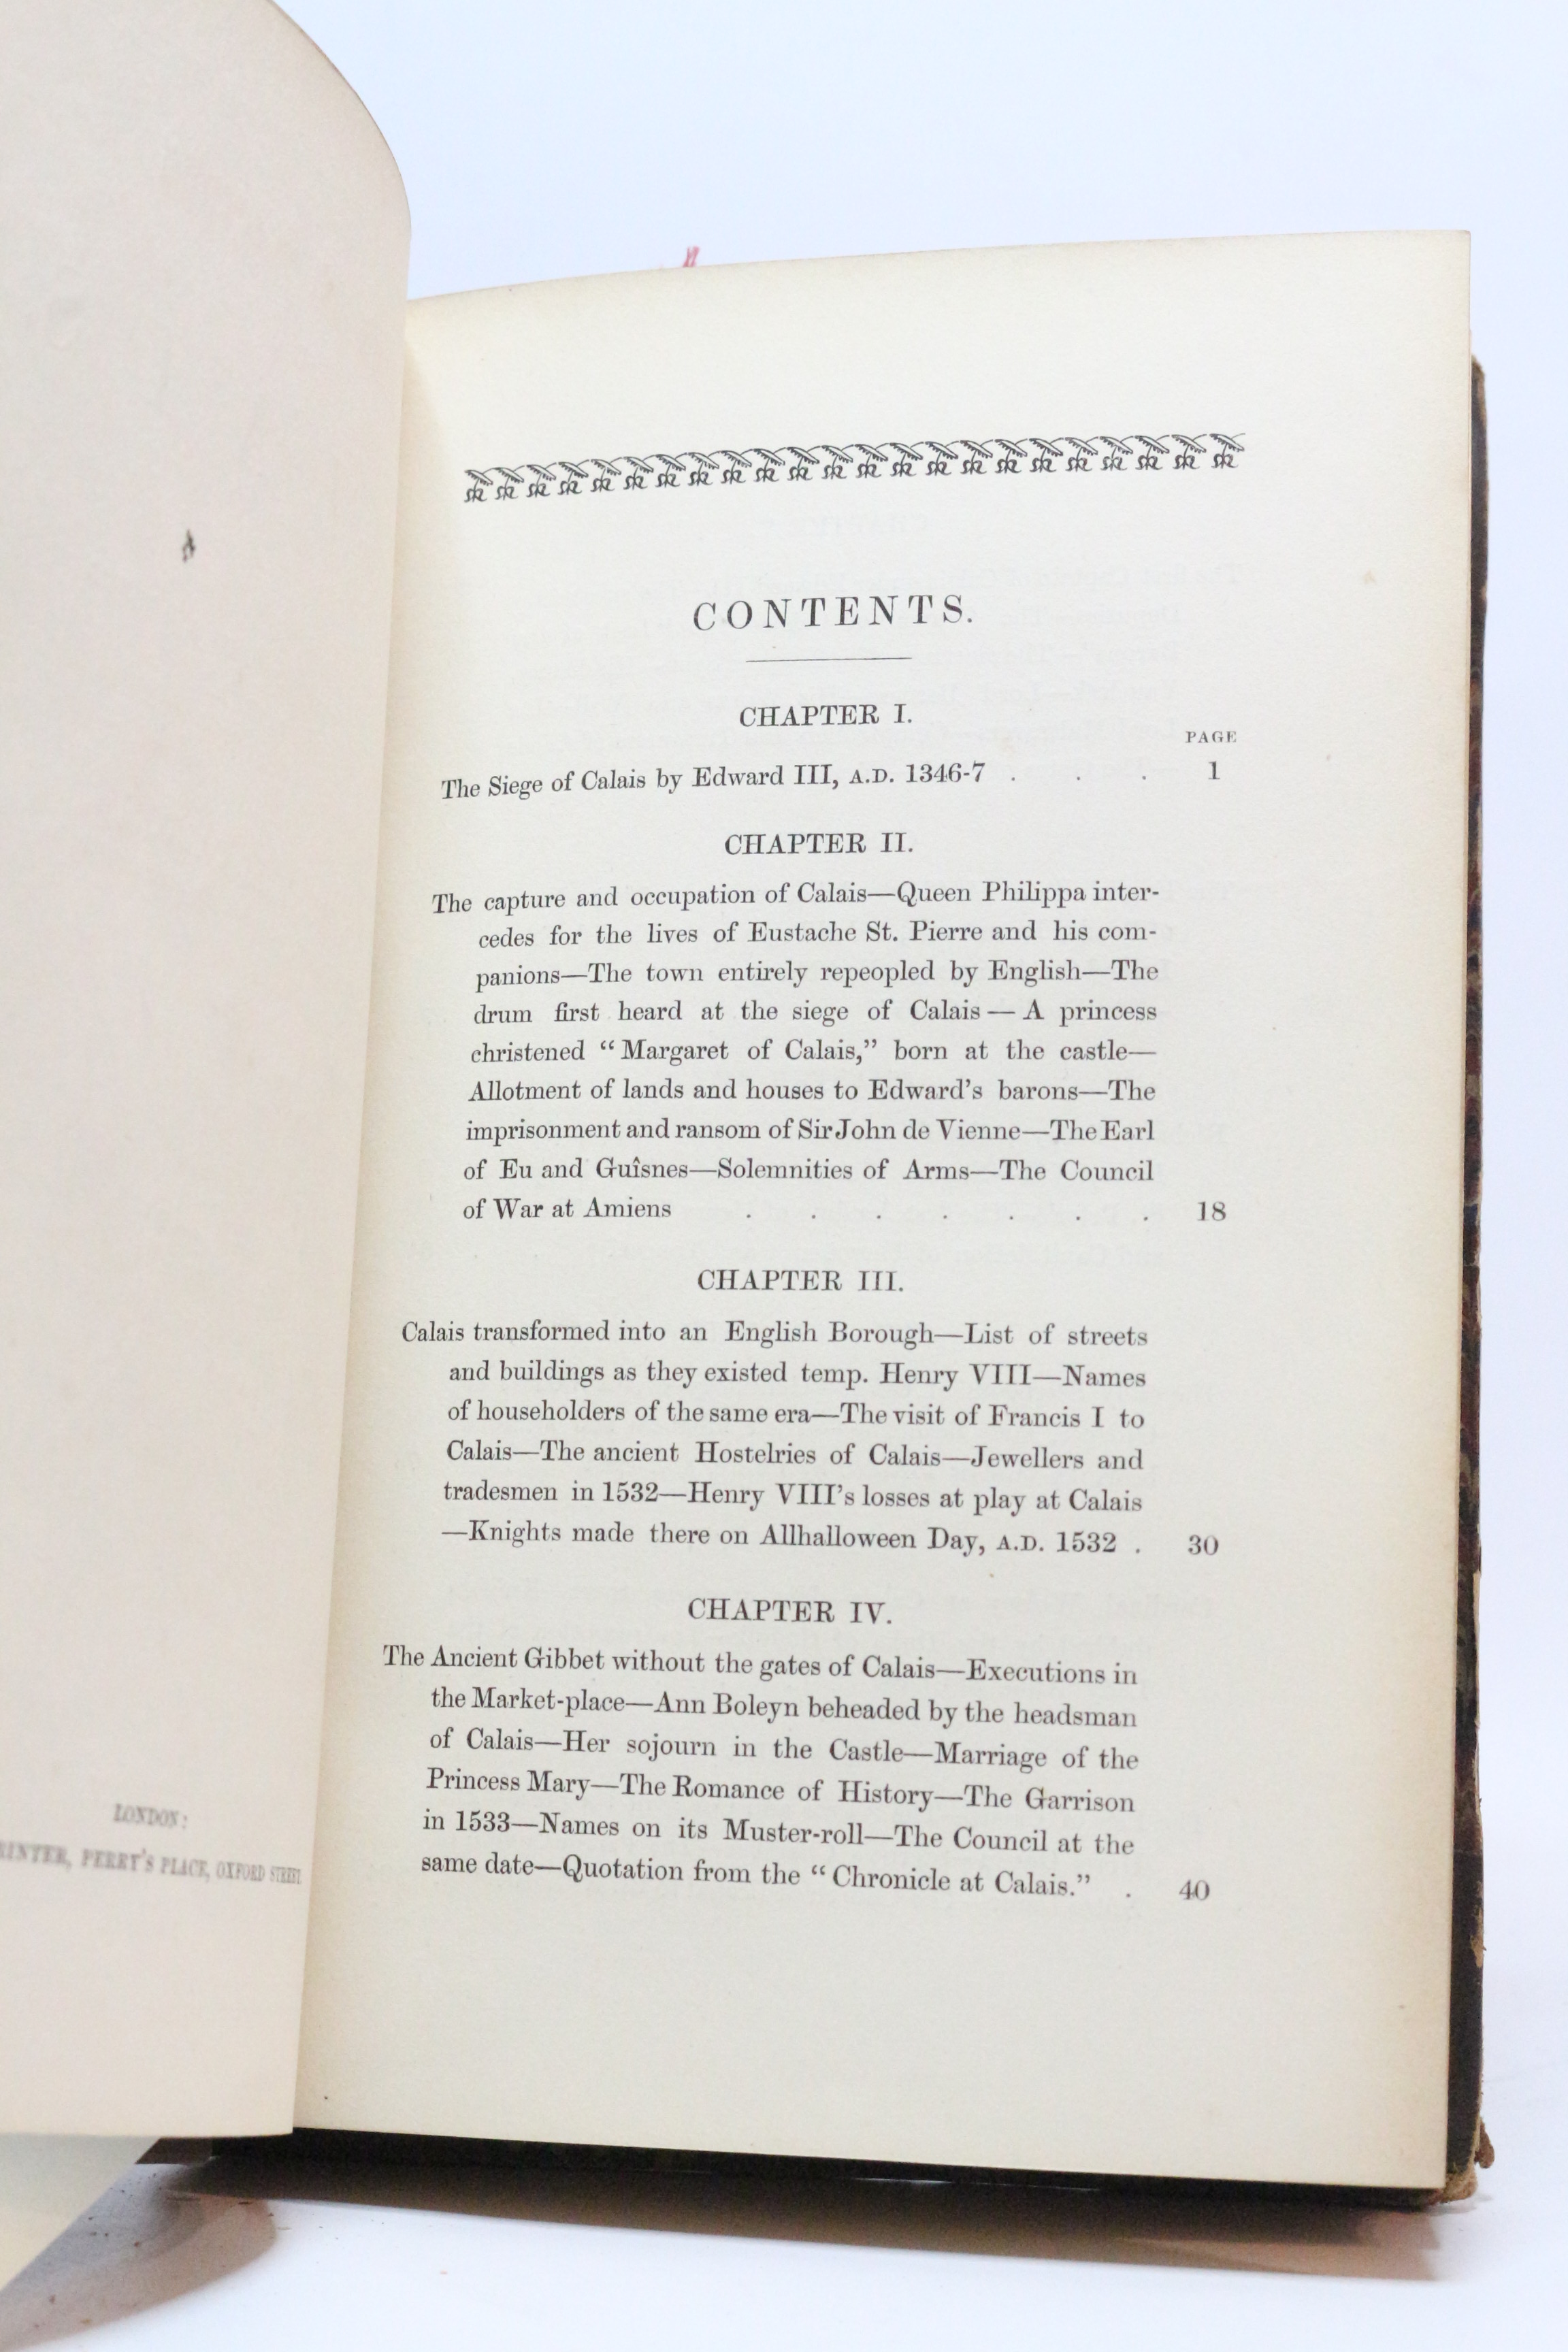 LONDON:
PERRY'S PLACE, OXFORD STREET
CONTENTS.
CHAPTER I.
PAGE
The Siege of Calais by Edward III, A.D. 1346-7 . . . 1
CHAPTER II.
The capture and occupation of Calais—Queen Philippa inter-
cedes for the lives of Eustache St. Pierre and his com-
panions—The town entirely repeopled by English—The
drum first heard at the siege of Calais — A princess
christened “Margaret of Calais,” born at the castle—
Allotment of lands and houses to Edward's barons—The
imprisonment and ransom of Sir John de Vienne—The Earl
of Eu and Guîsnes—Solemnities of Arms—The Council
of War at Amiens . . . . . . . 18
CHAPTER III.
Calais transformed into an English Borough—List of streets
and buildings as they existed temp. Henry VIII—Names
of householders of the same era—The visit of Francis I to
Calais—The ancient Hostelries of Calais—Jewellers and
tradesmen in 1532—Henry VIII's losses at play at Calais
—Knights made there on Allhalloween Day, A.D. 1532 . 30
CHAPTER IV.
The Ancient Gibbet without the gates of Calais—Executions in
the Market-place—Ann Boleyn beheaded by the headsman
of Calais—Her sojourn in the Castle—Marriage of the
Princess Mary—The Romance of History—The Garrison
in 1533—Names on its Muster-roll—The Council at the
same date—Quotation from the “Chronicle at Calais.” . 40